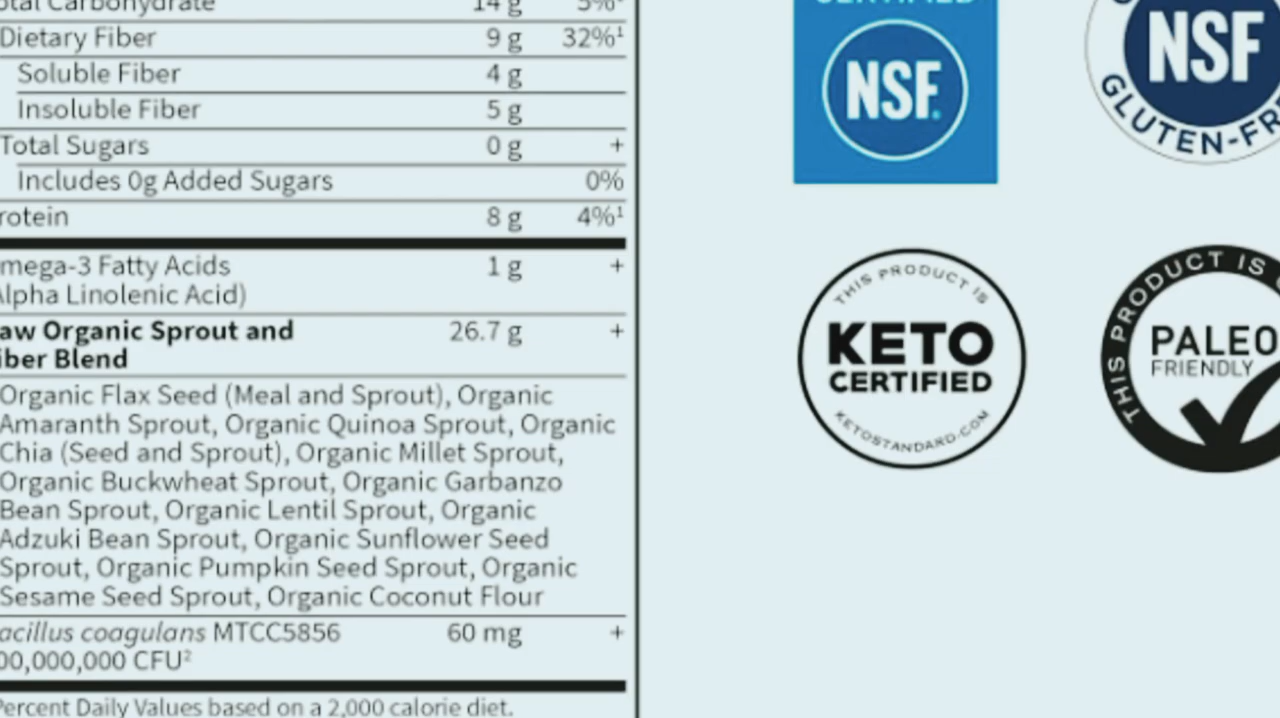 otal Carbohydrate 14 g 5%¹
Dietary Fiber 9 g 32%¹
Soluble Fiber 4 g
Insoluble Fiber 5 g
Total Sugars 0 g +
Includes 0g Added Sugars 0%
rotein 8 g 4%¹
mega-3 Fatty Acids 1 g +
Alpha Linolenic Acid)
aw Organic Sprout and 26.7 g +
iber Blend
Organic Flax Seed (Meal and Sprout), Organic
Amaranth Sprout, Organic Quinoa Sprout, Organic
Chia (Seed and Sprout), Organic Millet Sprout,
Organic Buckwheat Sprout, Organic Garbanzo
Bean Sprout, Organic Lentil Sprout, Organic
Adzuki Bean Sprout, Organic Sunflower Seed
Sprout, Organic Pumpkin Seed Sprout, Organic
Sesame Seed Sprout, Organic Coconut Flour
acillus coagulans MTCC5856 60 mg +
00,000,000 CFU²
Percent Daily Values based on a 2,000 calorie diet.
CERTIFIED
NSF.
NSF
GLUTEN-FR
THIS PRODUCT IS
KETO
CERTIFIED
KETOSTANDARD.COM
THIS PRODUCT IS
PALEO
FRIENDLY